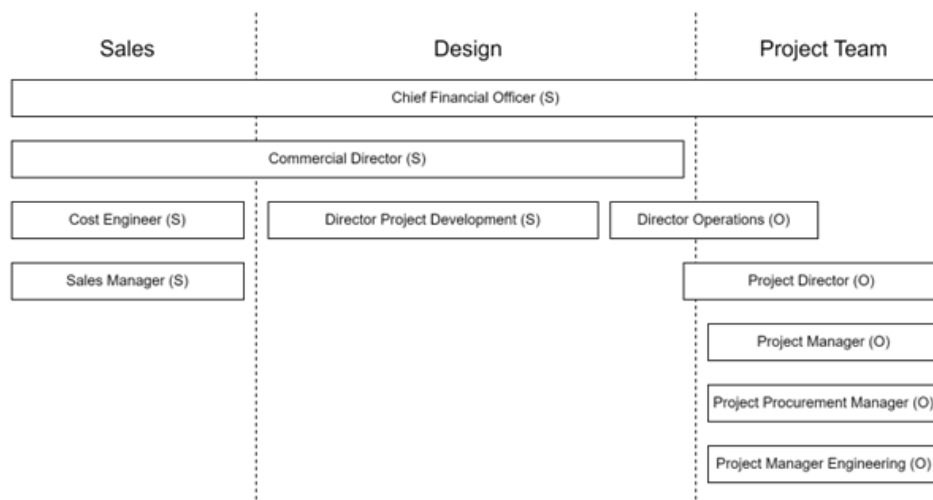 Sales
Design
Project Team
Chief Financial Officer (S)
Commercial Director (S)
Cost Engineer (S)
Director Project Development (S)
Director Operations (O)
Sales Manager (S)
Project Director (O)
Project Manager (O)
Project Procurement Manager (O)
Project Manager Engineering (O)